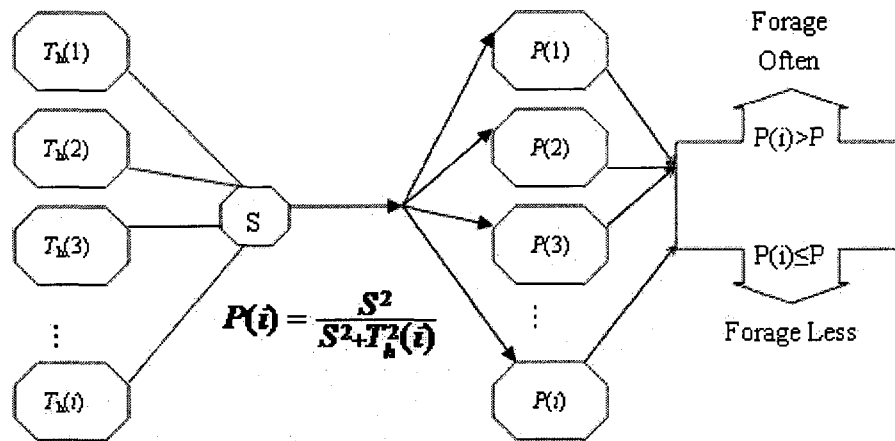 Th(1)
Th(2)
Th(3)
⋮
Th(i)
S
P(i) = S²/(S²+Th²(i))
P(1)
P(2)
P(3)
⋮
P(i)
Forage
Often
P(i)>P
P(i)≤P
Forage Less